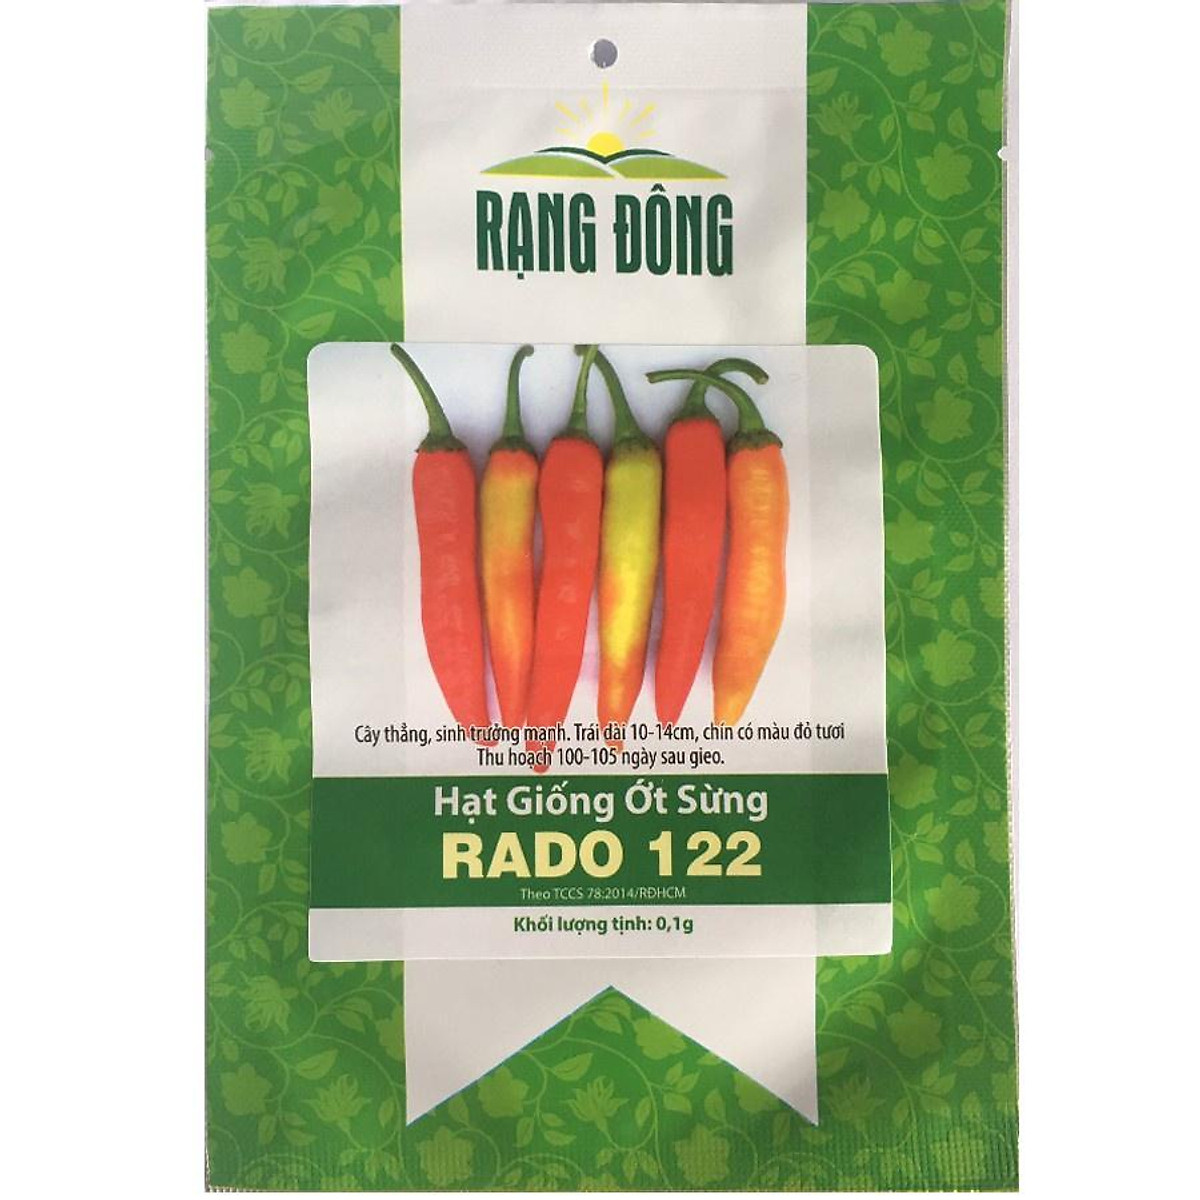 RẠNG ĐÔNG
Cây thẳng, sinh trưởng mạnh. Trái dài 10-14cm, chín có màu đỏ tươi
Thu hoạch 100-105 ngày sau gieo.
Hạt Giống Ớt Sừng
RADO 122
Theo TCCS 78:2014/RĐHCM
Khối lượng tịnh: 0,1g